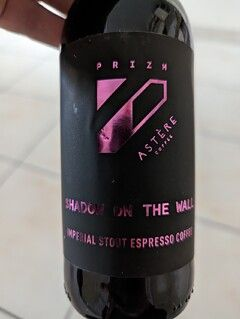 PRIZM
ASTÈRE
COFFEE
SHADOW ON THE WALL
IMPERIAL STOUT ESPRESSO COFFEE